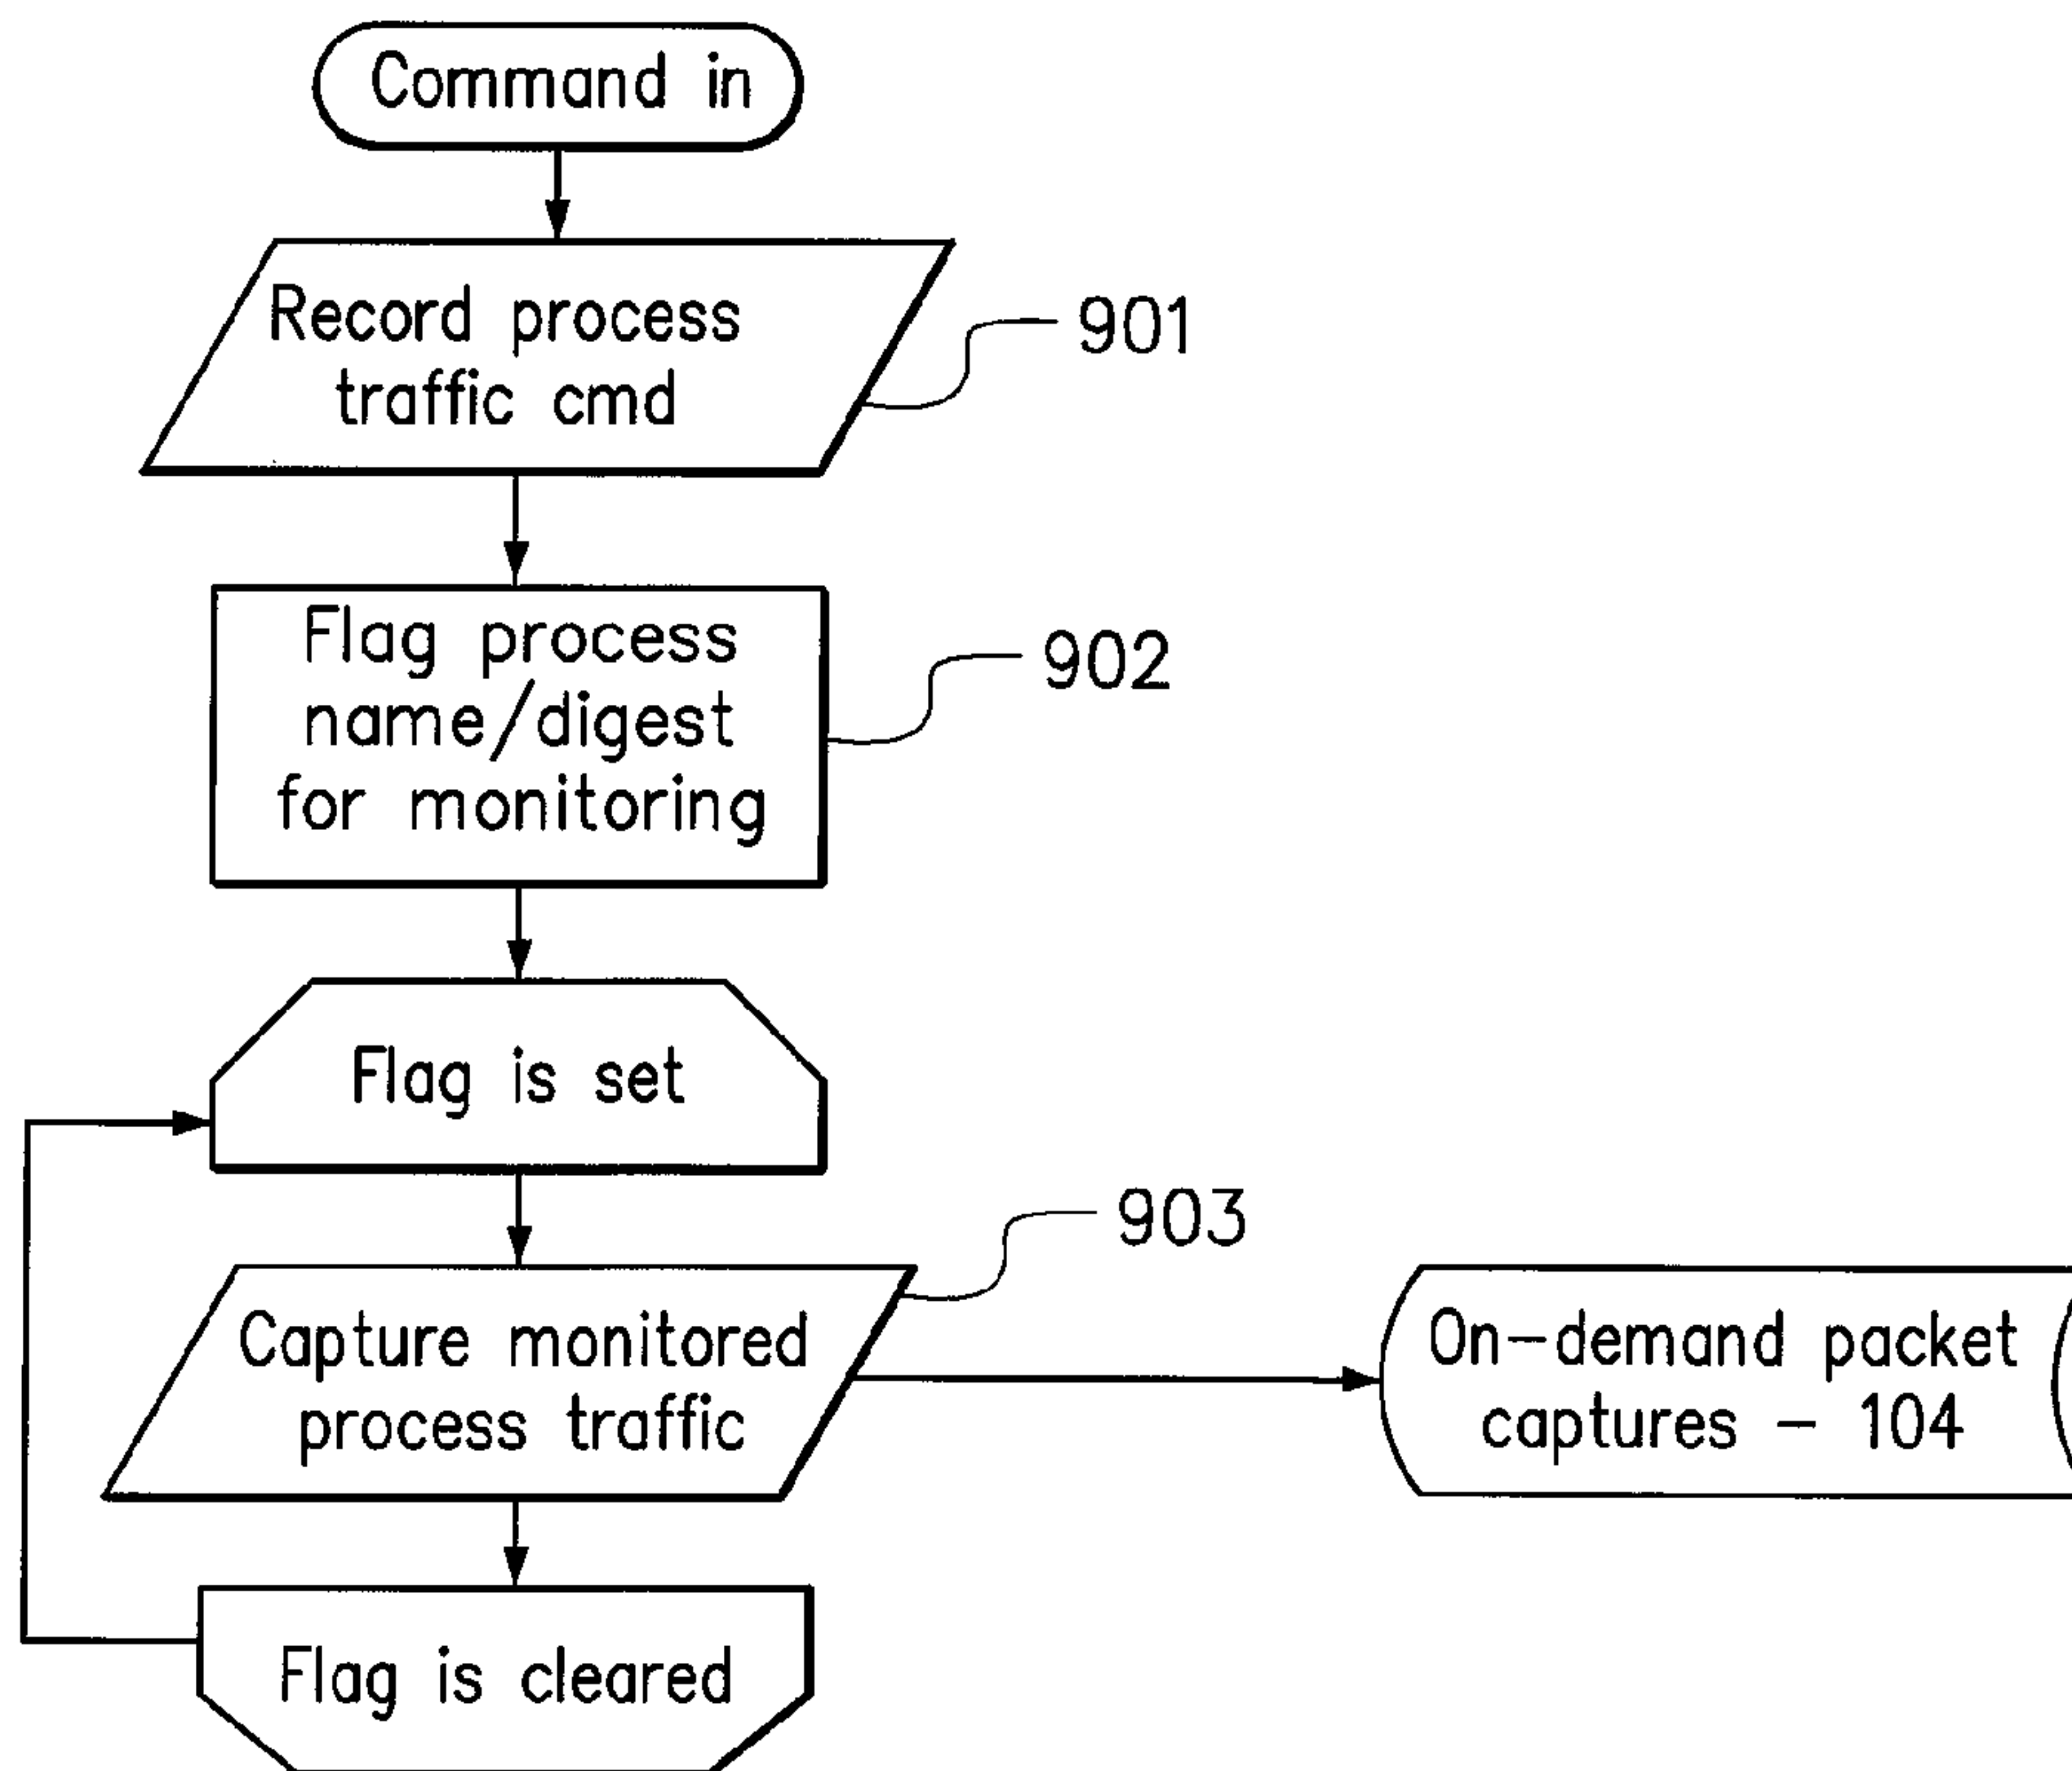 Command in
Record process
traffic cmd
901
Flag process
name/digest
for monitoring
902
Flag is set
903
Capture monitored
process traffic
On-demand packet
captures - 104
Flag is cleared